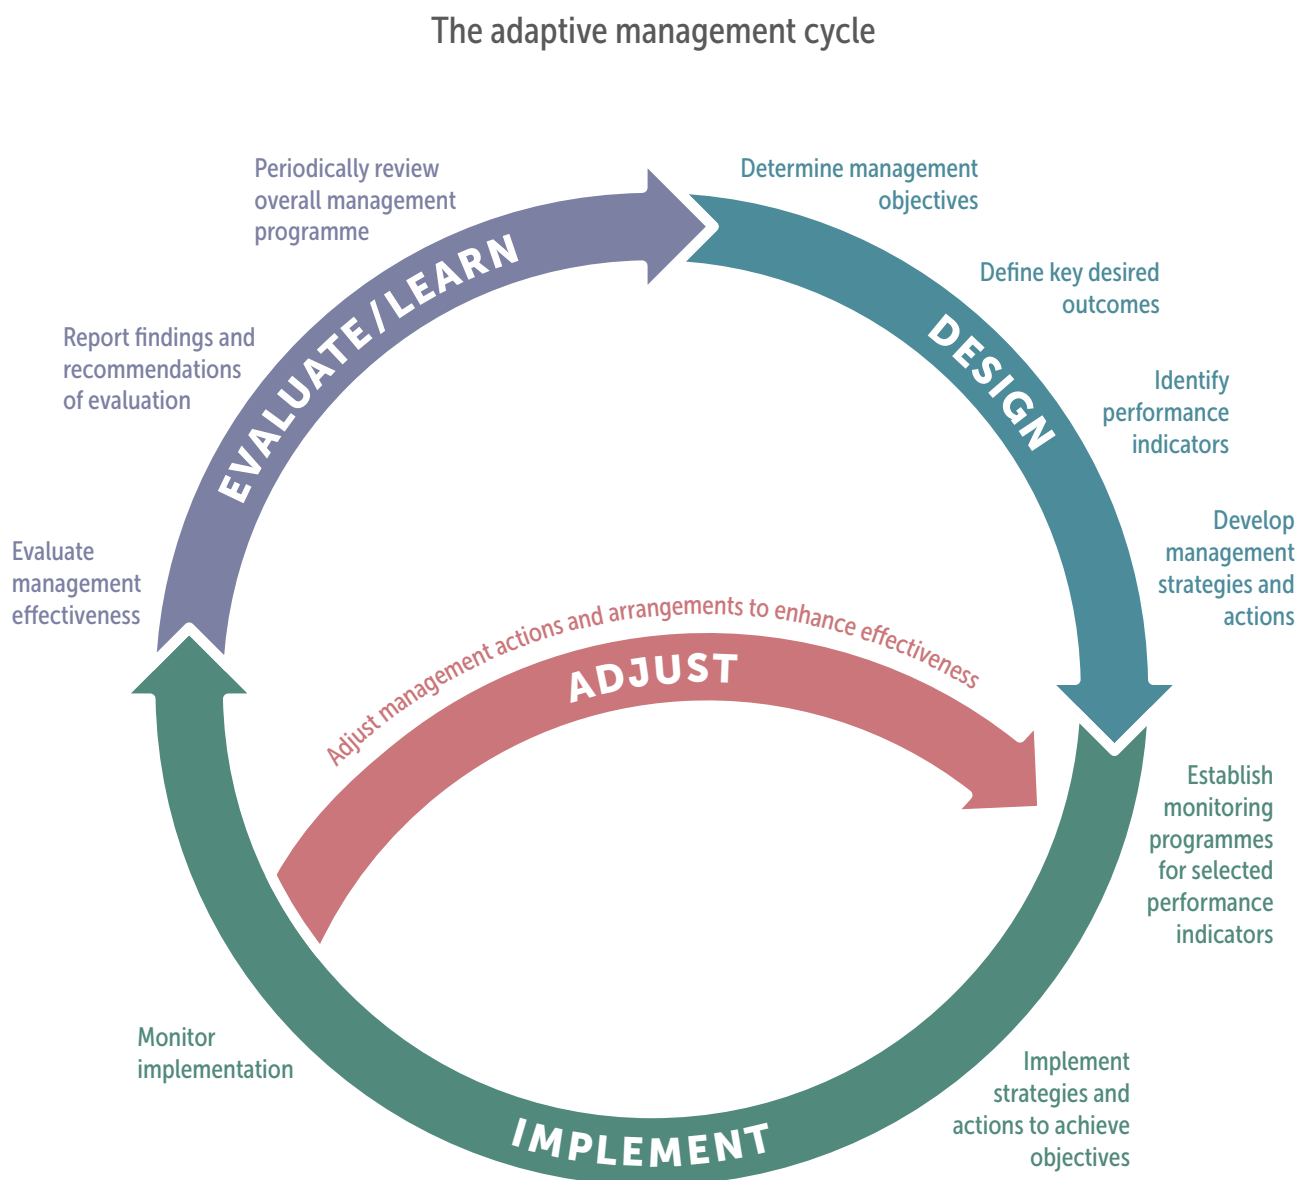 The adaptive management cycle
Periodically review
overall management
programme
Determine management
objectives
EVALUATE/LEARN
Define key desired
outcomes
DESIGN
Report findings and
recommendations
of evaluation
Identify
performance
indicators
Evaluate
management
effectiveness
Develop
management
strategies and
actions
Adjust management actions and arrangements to enhance effectiveness
ADJUST
Establish
monitoring
programmes
for selected
performance
indicators
Monitor
implementation
Implement
strategies and
actions to achieve
objectives
IMPLEMENT